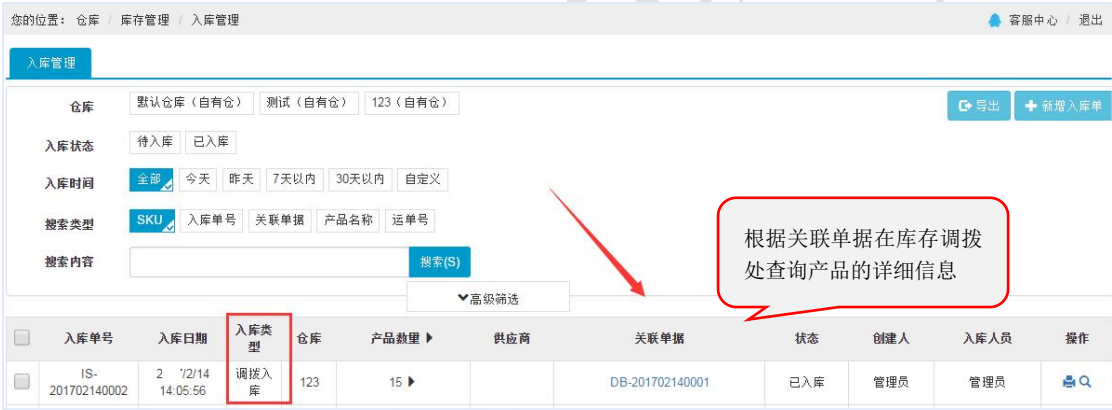 您的位置： 仓库 / 库存管理 / 入库管理
客服中心 / 退出
入库管理
仓库 默认仓库（自有仓） 测试（自有仓） 123（自有仓）
导出 新增入库单
入库状态 待入库 已入库
入库时间 全部 今天 昨天 7天以内 30天以内 自定义
搜索类型 SKU 入库单号 关联单据 产品名称 运单号
搜索内容 搜索(S)
高级筛选
根据关联单据在库存调拨
处查询产品的详细信息
入库单号 入库日期 入库类型 仓库 产品数量 供应商 关联单据 状态 创建人 入库人员 操作
IS-201702140002 2 '/2/14 14:05:56 调拨入库 123 15 DB-201702140001 已入库 管理员 管理员